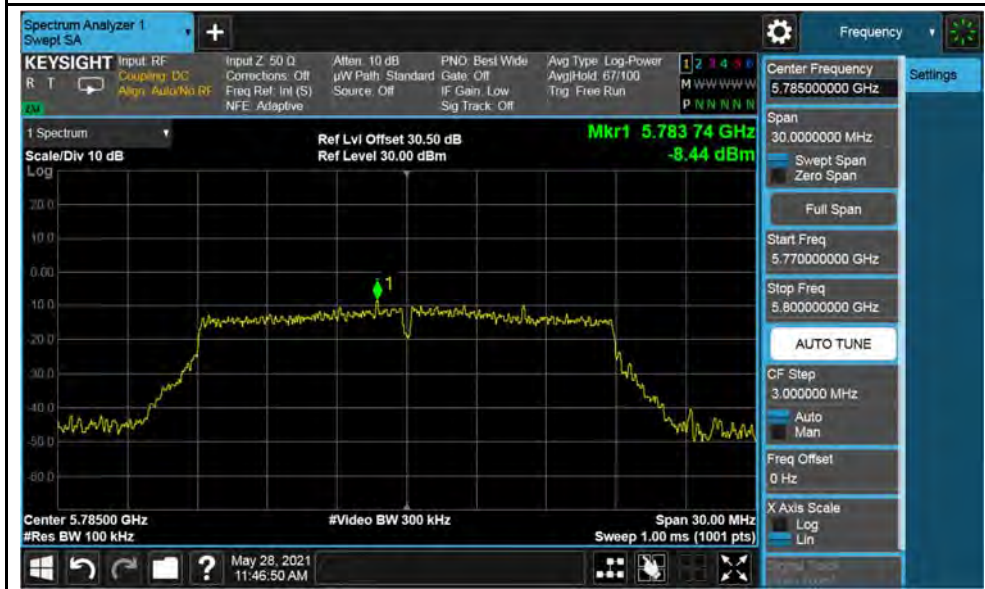 Spectrum Analyzer 1
Swept SA
+
Frequency
KEYSIGHT
R T
Input: RF
Coupling: DC
Align: Auto/No RF
Input Z: 50 Ω
Corrections: Off
Freq Ref: Int (S)
NFE: Adaptive
Atten: 10 dB
µW Path: Standard
Source: Off
PNO: Best Wide
Gate: Off
IF Gain: Low
Sig Track: Off
Avg Type: Log-Power
Avg|Hold: 67/100
Trig: Free Run
1 2 3 4 5 6
M W W W W W
P N N N N N
1 Spectrum
Scale/Div 10 dB
Log
Ref Lvl Offset 30.50 dB
Ref Level 30.00 dBm
Mkr1 5.783 74 GHz
-8.44 dBm
20.0
10.0
0.00
-10.0
-20.0
-30.0
-40.0
-50.0
-60.0
1
Center 5.78500 GHz
#Res BW 100 kHz
#Video BW 300 kHz
Span 30.00 MHz
Sweep 1.00 ms (1001 pts)
Center Frequency
5.785000000 GHz
Settings
Span
30.0000000 MHz
Swept Span
Zero Span
Full Span
Start Freq
5.770000000 GHz
Stop Freq
5.800000000 GHz
AUTO TUNE
CF Step
3.000000 MHz
Auto
Man
Freq Offset
0 Hz
X Axis Scale
Log
Lin
?
May 28, 2021
11:46:50 AM